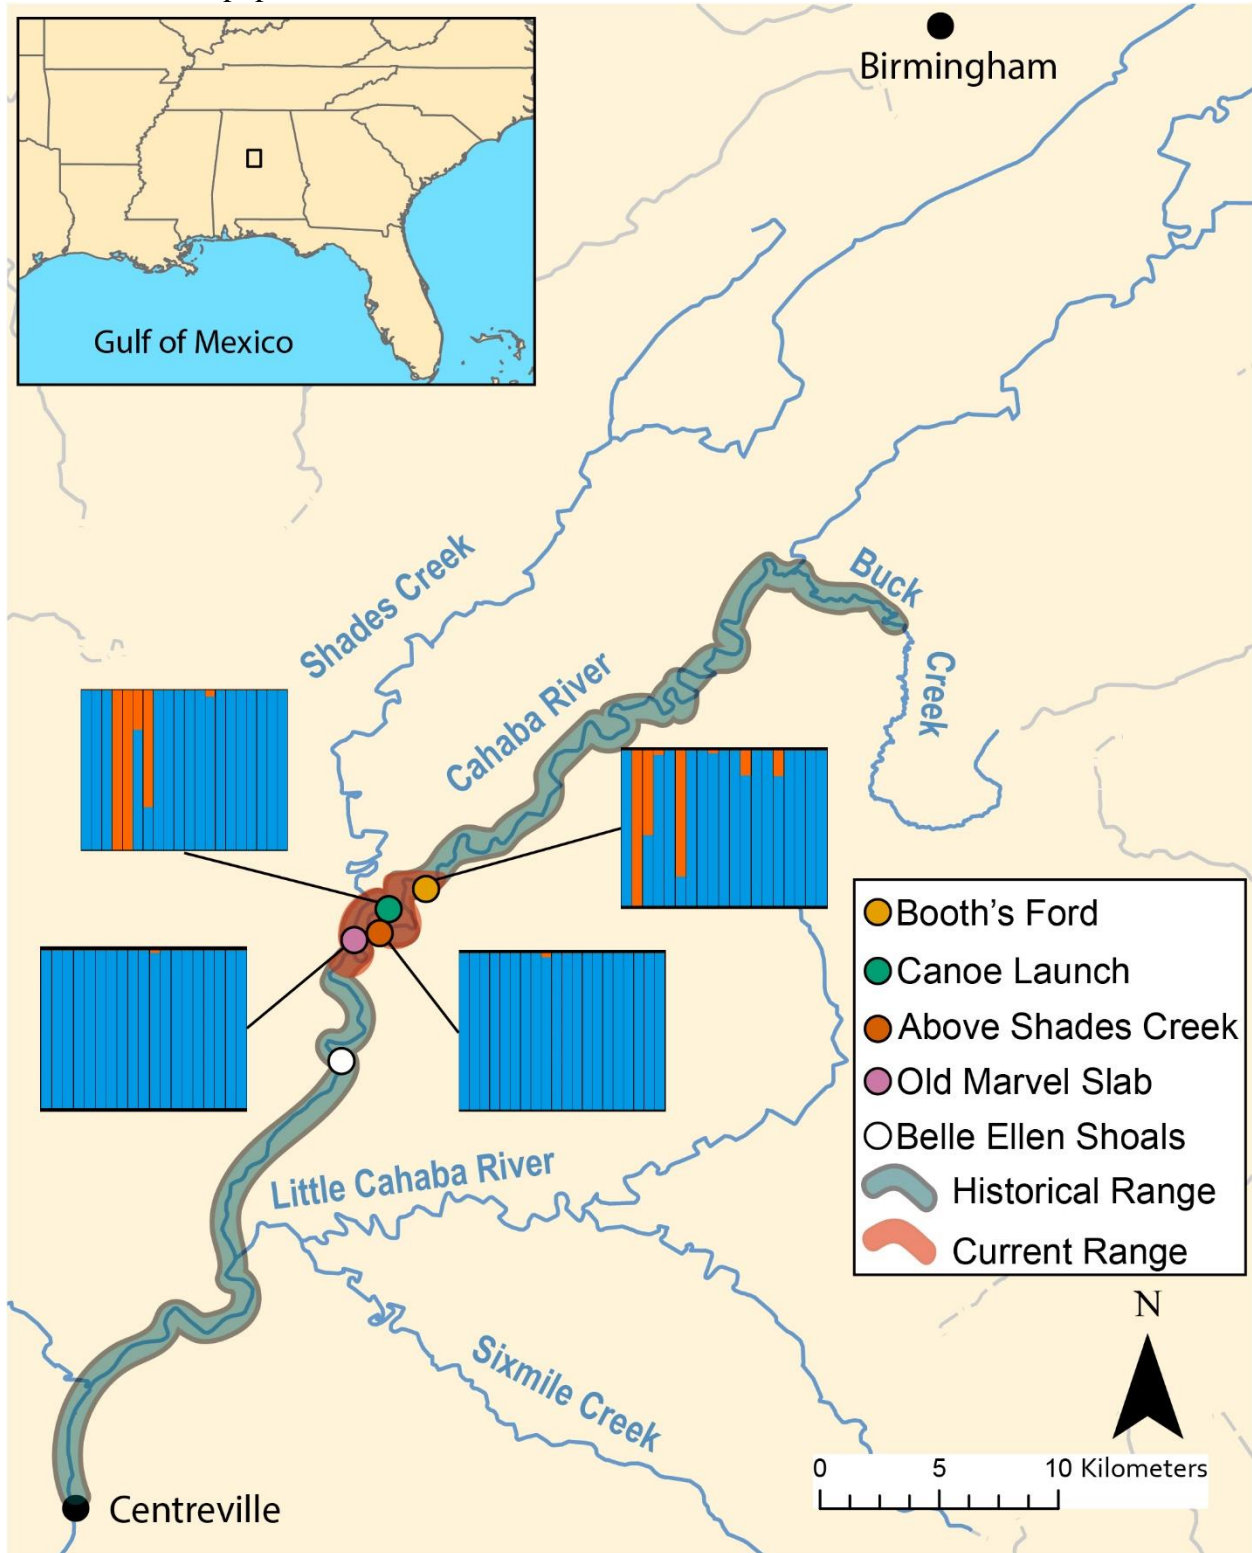 Birmingham
Gulf of Mexico
Shades Creek
Buck
Creek
Cahaba River
Booth's Ford
Canoe Launch
Above Shades Creek
Old Marvel Slab
Belle Ellen Shoals
Historical Range
Current Range
Little Cahaba River
Sixmile Creek
N
0 5 10 Kilometers
Centreville